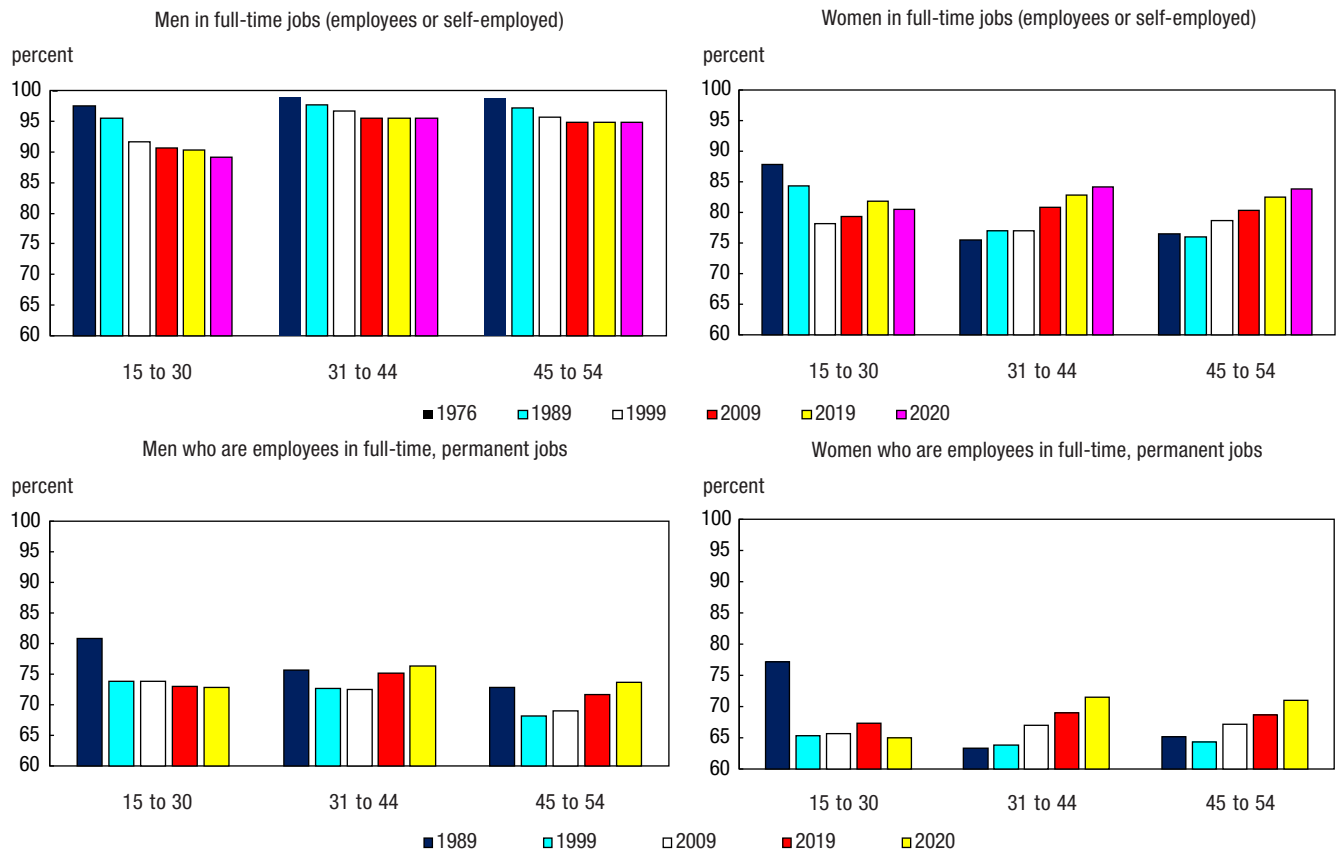 Men in full-time jobs (employees or self-employed)
percent
100
95
90
85
80
75
70
65
60
15 to 30 31 to 44 45 to 54
Women in full-time jobs (employees or self-employed)
percent
100
95
90
85
80
75
70
65
60
15 to 30 31 to 44 45 to 54
1976 1989 1999 2009 2019 2020
Men who are employees in full-time, permanent jobs
percent
100
95
90
85
80
75
70
65
60
15 to 30 31 to 44 45 to 54
Women who are employees in full-time, permanent jobs
percent
100
95
90
85
80
75
70
65
60
15 to 30 31 to 44 45 to 54
1989 1999 2009 2019 2020